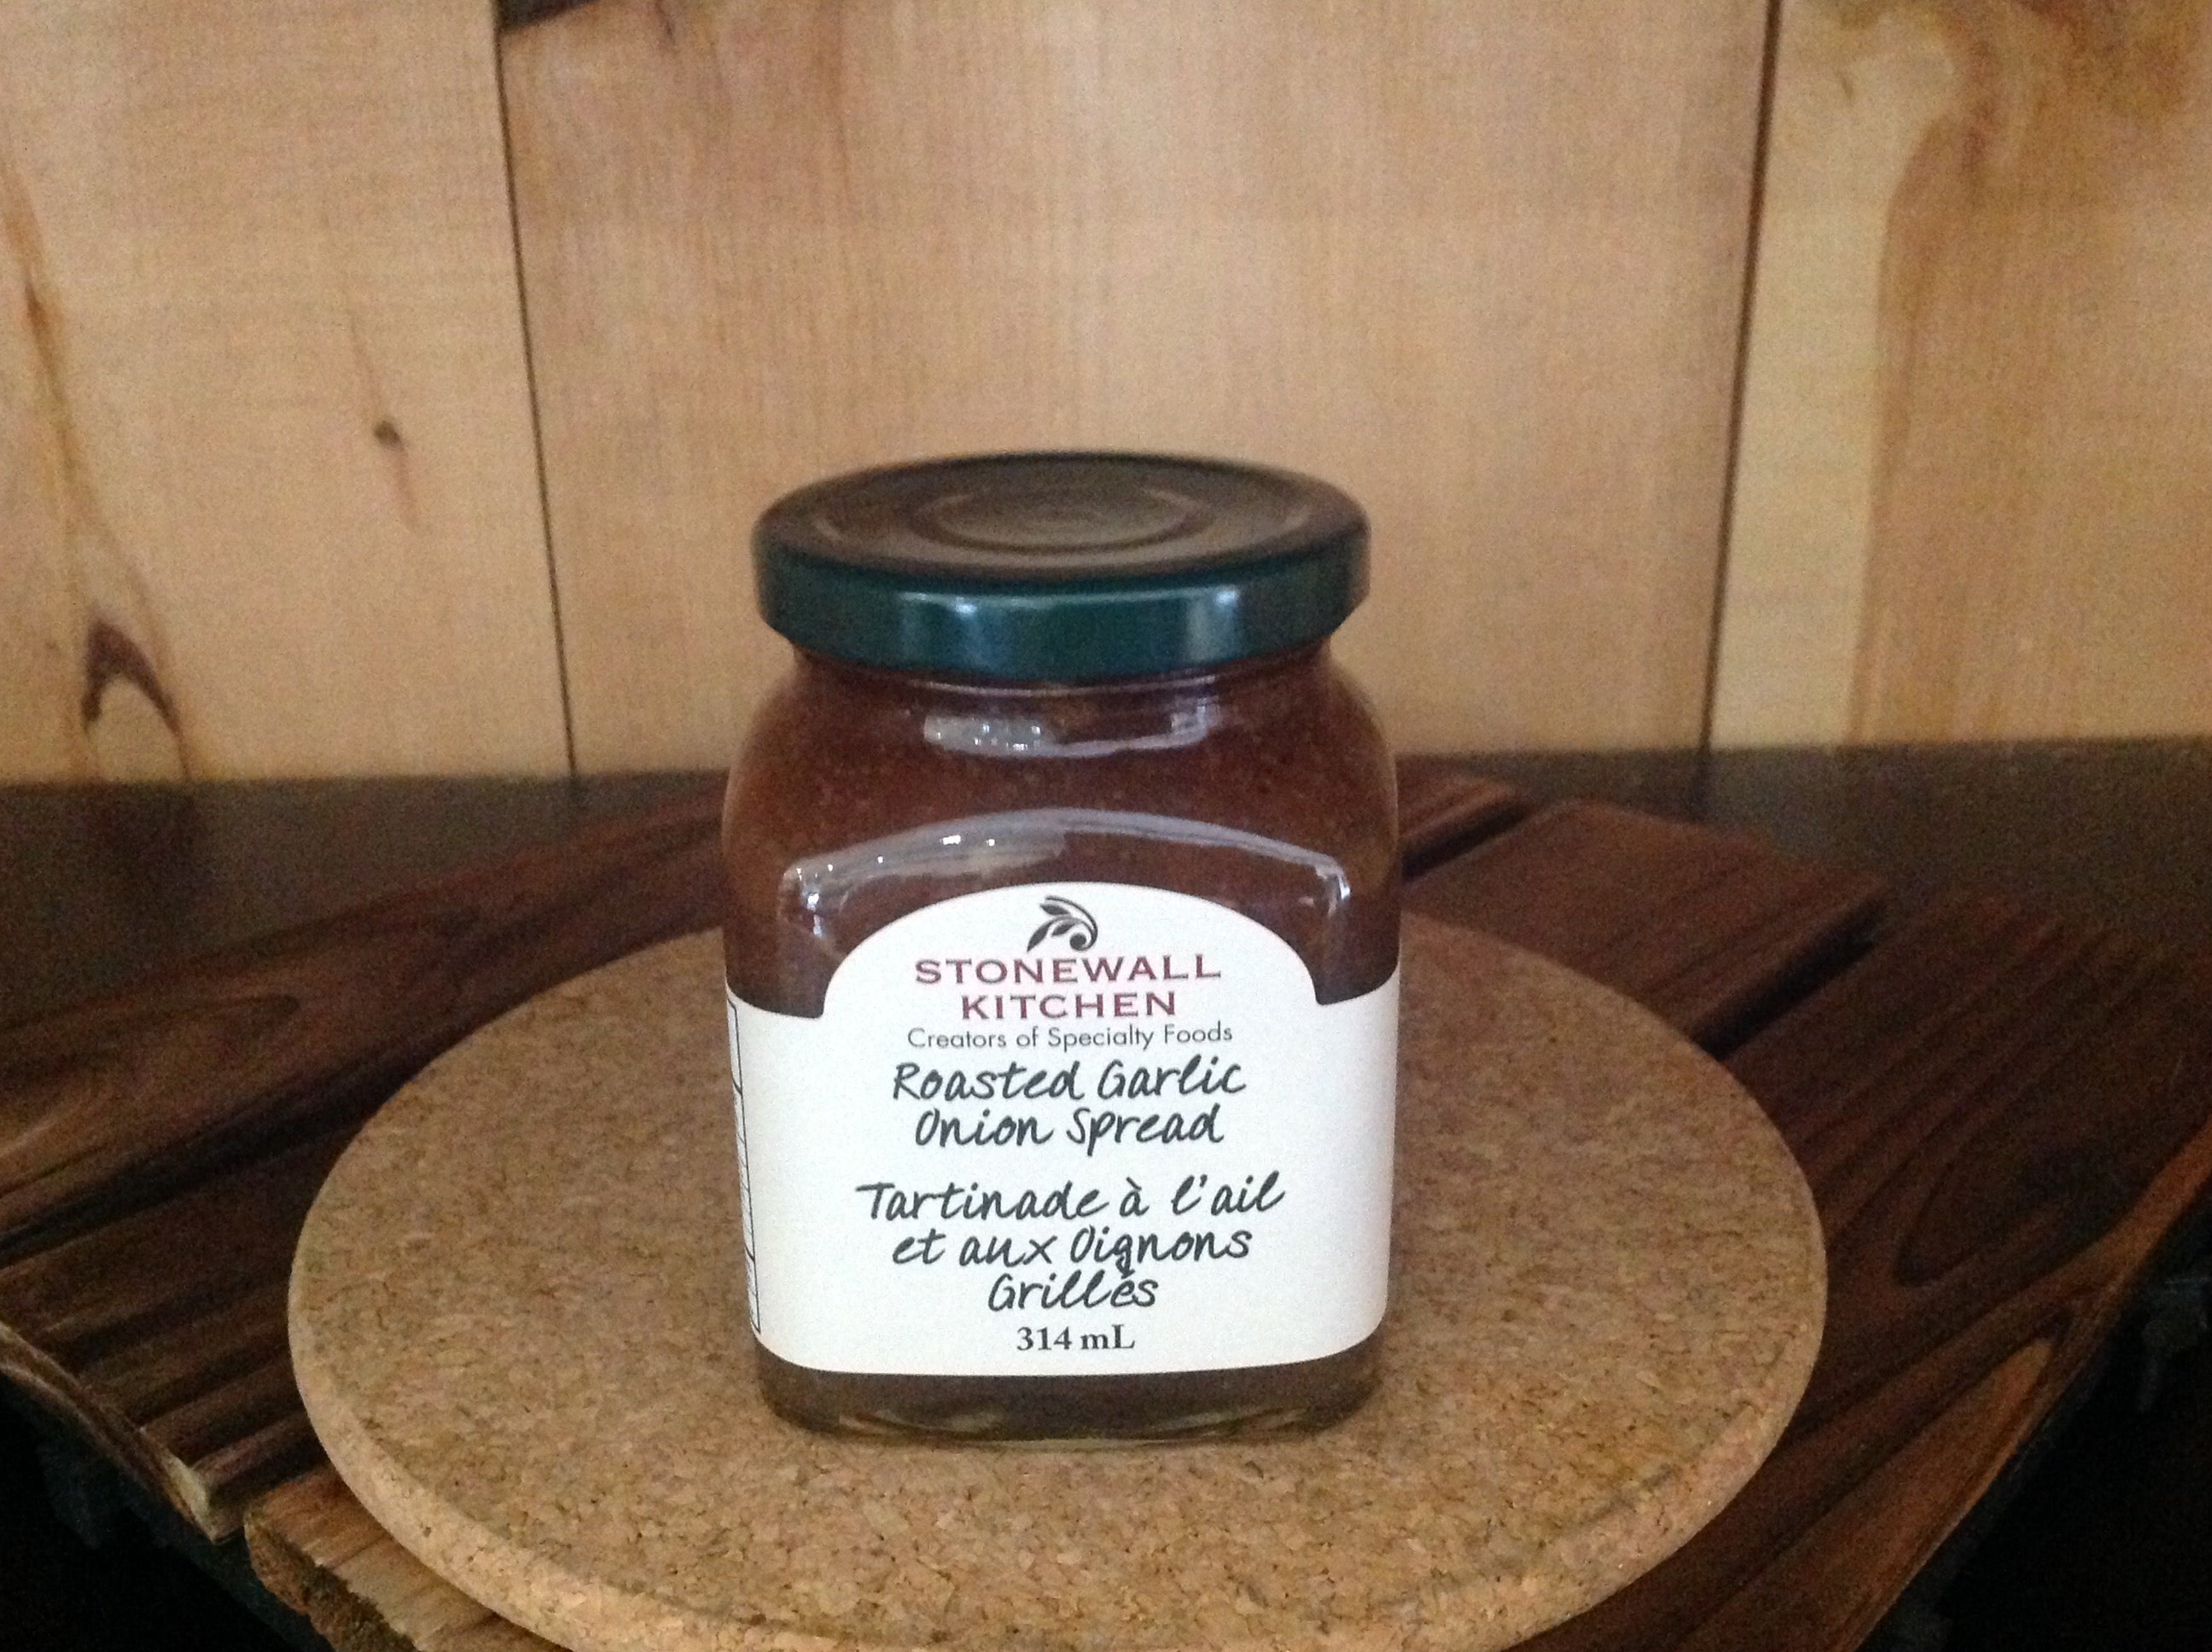 STONEWALL
KITCHEN
Creators of Specialty Foods
Roasted Garlic
Onion Spread
Tartinade à l'ail
et aux Oignons
Grillés
314 mL